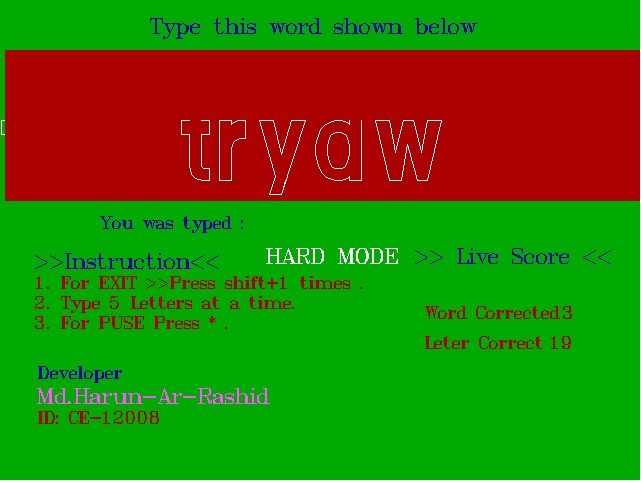 Type this word shown below
tryaw
You was typed :
>>Instruction<<
HARD MODE >> Live Score <<
1. For EXIT >>Press shift+1 times .
2. Type 5 Letters at a time.
3. For PUSE Press * .
Word Corrected3
Leter Correct 19
Developer
Md.Harun-Ar-Rashid
ID: CE-12008